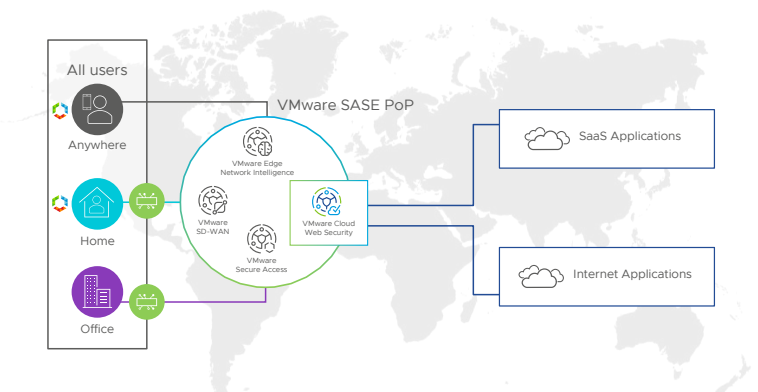 All users
Anywhere
Home
Office
VMware SASE PoP
VMware Edge
Network Intelligence
VMware
SD-WAN
VMware Cloud
Web Security
VMware
Secure Access
SaaS Applications
Internet Applications